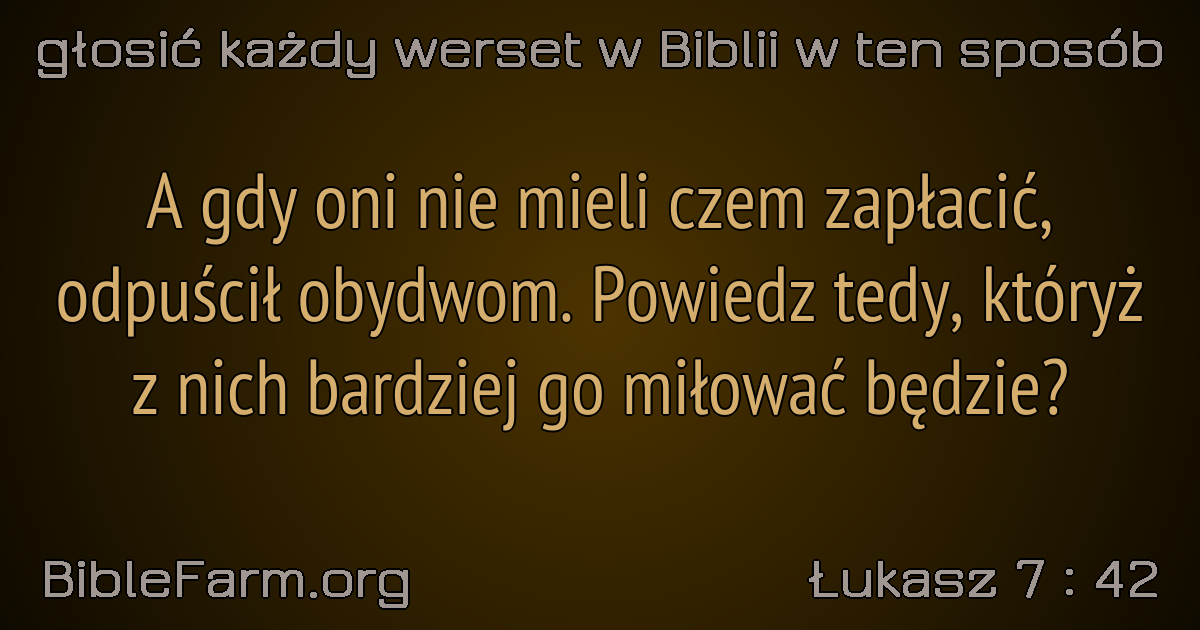 głosić każdy werset w Biblii w ten sposób
A gdy oni nie mieli czem zapłacić,
odpuścił obydwom. Powiedz tedy, któryż
z nich bardziej go miłować będzie?
BibleFarm.org
Łukasz 7 : 42